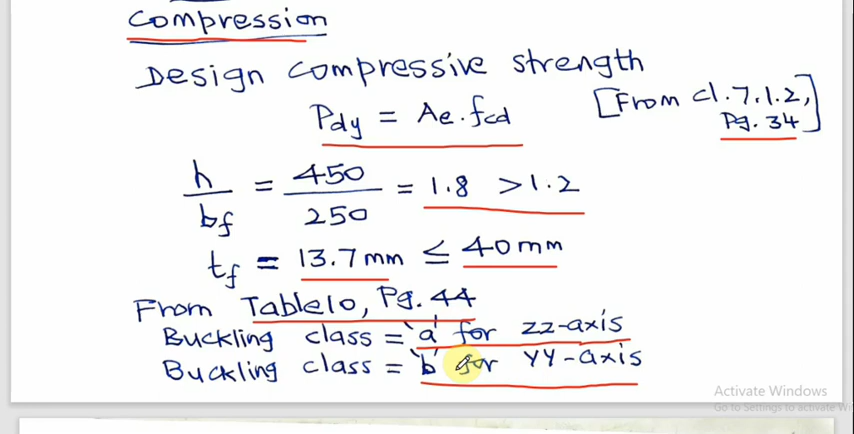 Compression
Design compressive strength
Pdy = Ae.fcd [From cl.7.1.2, Pg.34]
h/bf = 450/250 = 1.8 >1.2
tf = 13.7mm ≤ 40mm
From Table10, Pg.44
Buckling class = 'a' for zz-axis
Buckling class = 'b' for YY-axis
Activate Windows
Go to Settings to activate W